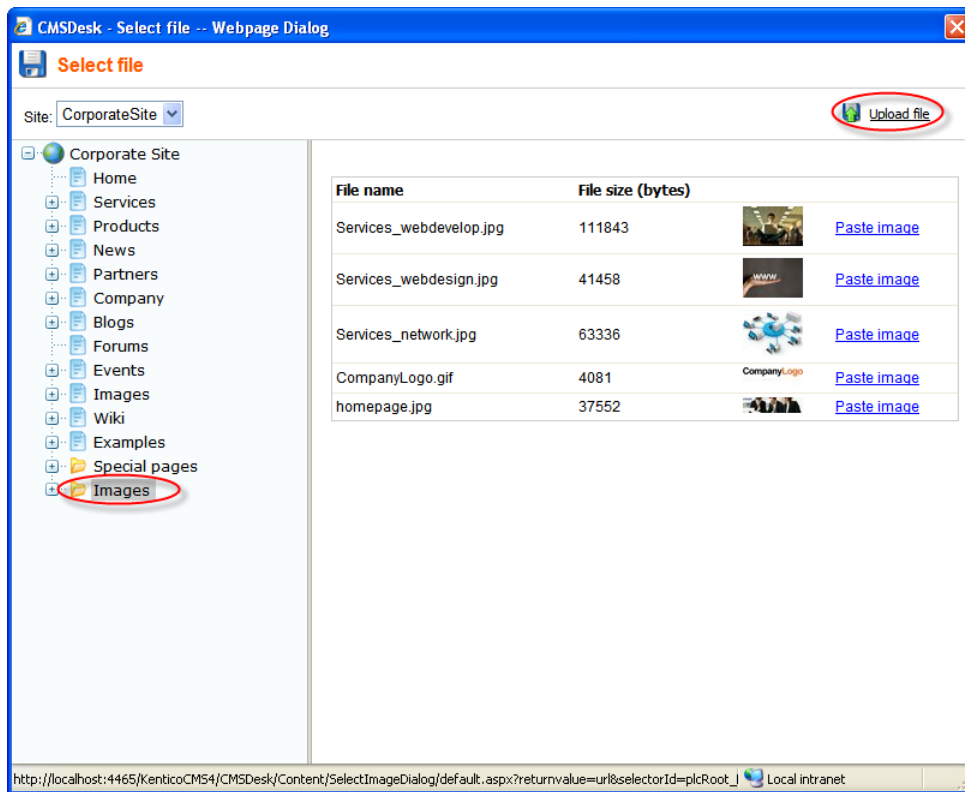 CMSDesk - Select file -- Webpage Dialog
Select file
Site: CorporateSite
Upload file
Corporate Site
Home
Services
Products
News
Partners
Company
Blogs
Forums
Events
Images
Wiki
Examples
Special pages
Images
File name File size (bytes)
Services_webdevelop.jpg 111843 Paste image
Services_webdesign.jpg 41458 www Paste image
Services_network.jpg 63336 Paste image
CompanyLogo.gif 4081 CompanyLogo Paste image
homepage.jpg 37552 Paste image
http://localhost:4465/KenticoCMS4/CMSDesk/Content/SelectImageDialog/default.aspx?returnvalue=url&selectorId=plcRoot_ Local intranet